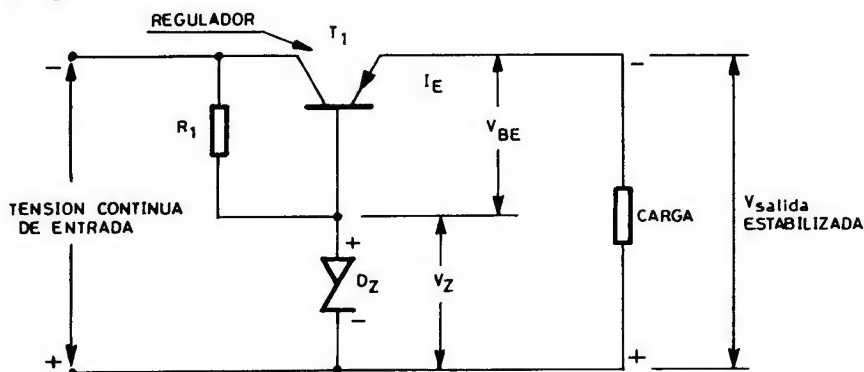 REGULADOR
T1
-
-
IE
R1
VBE
TENSION CONTINUA
DE ENTRADA
CARGA
Vsalida
ESTABILIZADA
+
DZ
VZ
-
+
+